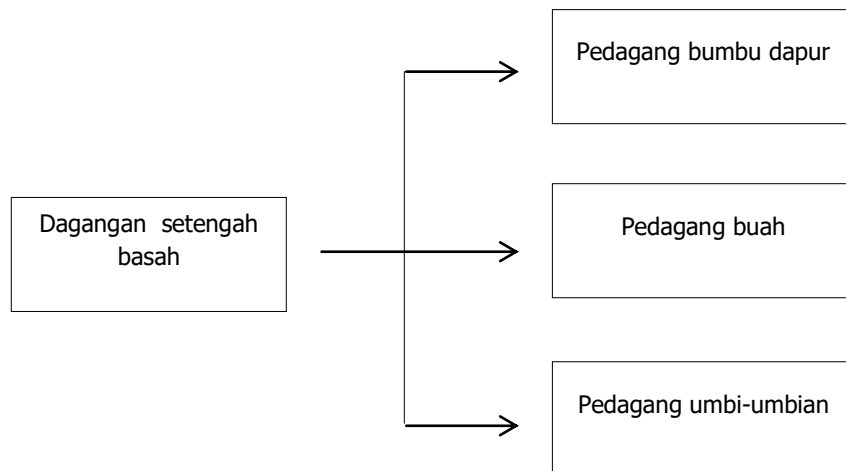 Pedagang bumbu dapur
Dagangan setengah
basah
Pedagang buah
Pedagang umbi-umbian